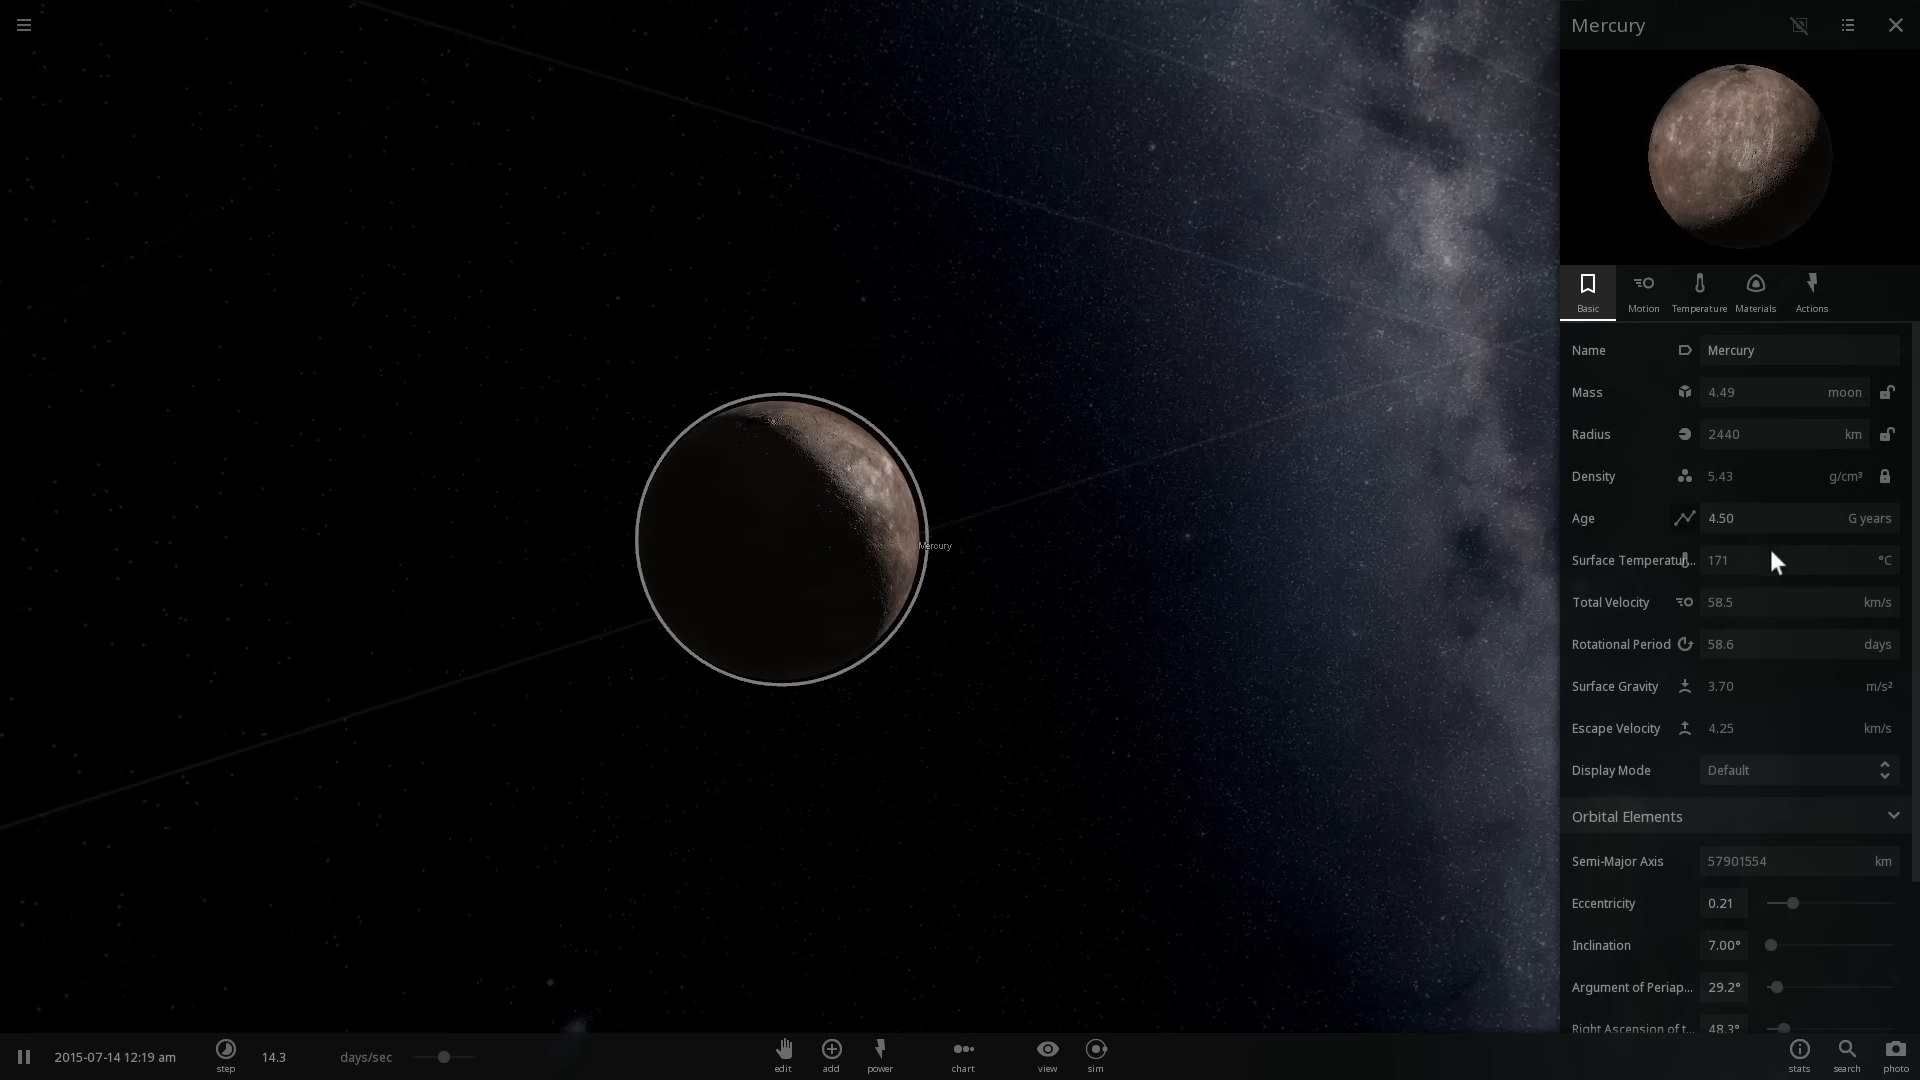 Mercury
Basic
Motion
Temperature
Materials
Actions
Name Mercury
Mass 4.49 moon
Radius 2440 km
Density 5.43 g/cm³
Age 4.50 G years
Surface Temperatur... 171 °C
Total Velocity 58.5 km/s
Rotational Period 58.6 days
Surface Gravity 3.70 m/s²
Escape Velocity 4.25 km/s
Display Mode Default
Orbital Elements
Semi-Major Axis 57901554 km
Eccentricity 0.21
Inclination 7.00°
Argument of Periap... 29.2°
Right Ascension of t... 48.3°
Mercury
2015-07-14 12:19 am
step
14.3 days/sec
edit
add
power
chart
view
sim
stats
search
photo